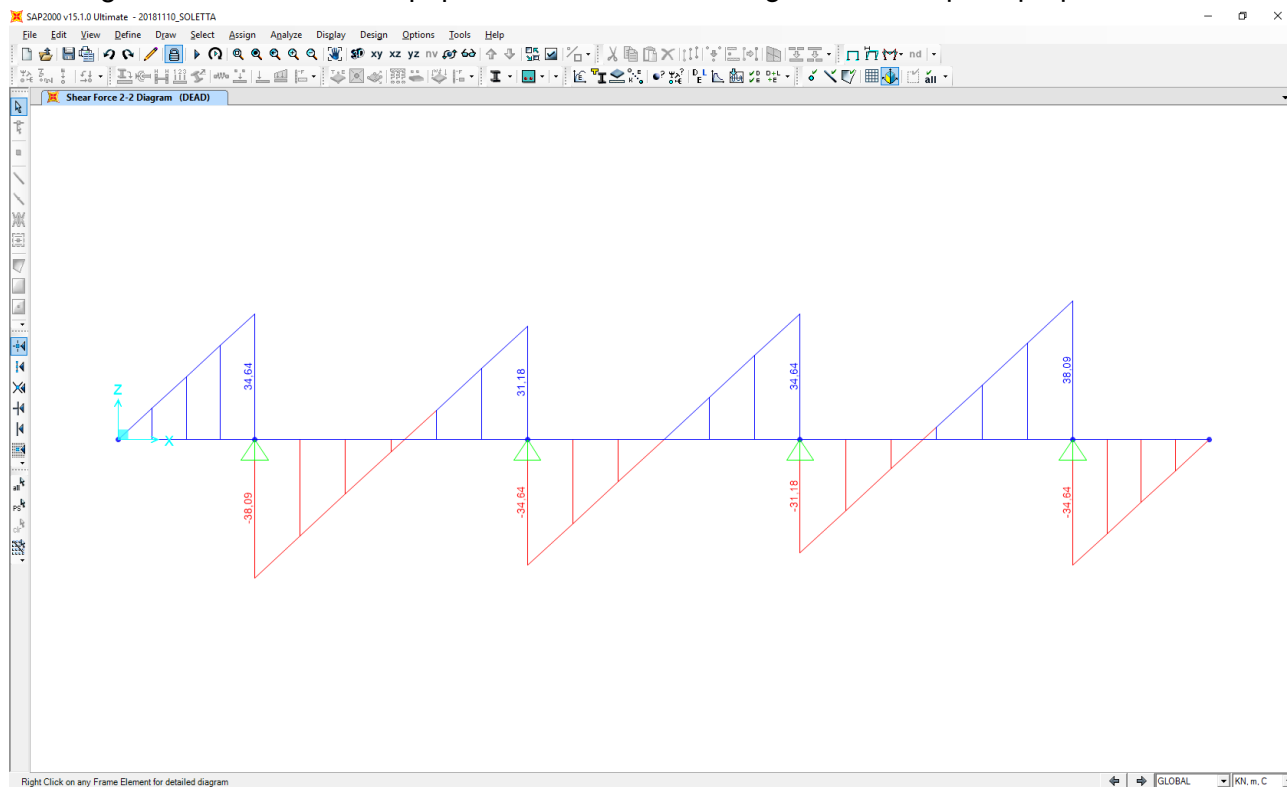 SAP2000 v15.1.0 Ultimate - 20181110_SOLETTA
File Edit View Define Draw Select Assign Analyze Display Design Options Tools Help
xy xz yz nv nd
all
Shear Force 2-2 Diagram (DEAD)
34,64
31,18
34,64
38,09
Z
X
-38,09
-34,64
-31,18
-34,64
Right Click on any Frame Element for detailed diagram
GLOBAL
KN, m, C